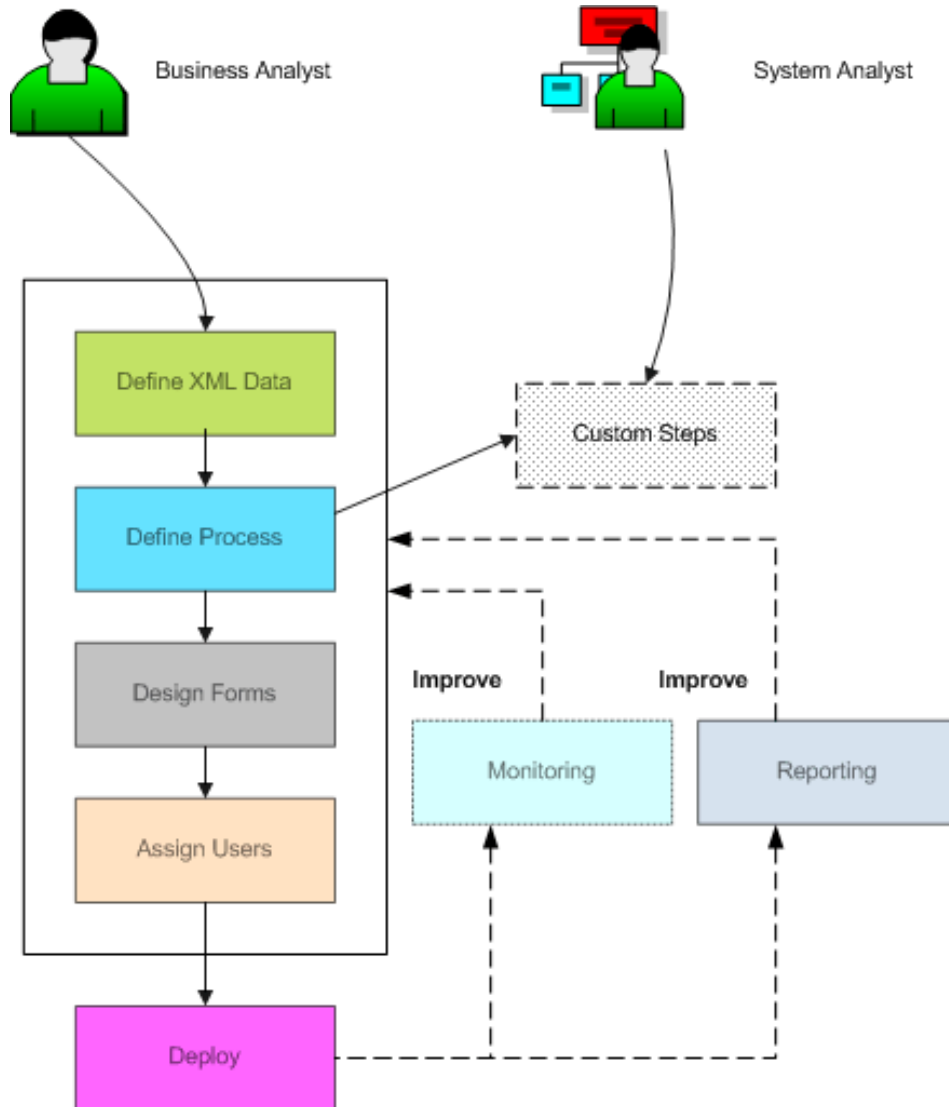 Business Analyst
System Analyst
Define XML Data
Custom Steps
Define Process
Improve
Improve
Design Forms
Monitoring
Reporting
Assign Users
Deploy